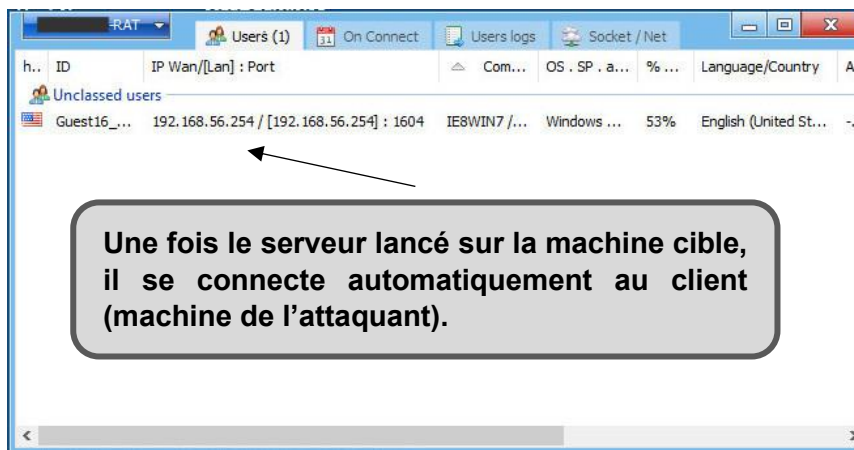 -RAT
Users (1)
On Connect
Users logs
Socket / Net
h.. ID IP Wan/[Lan] : Port Com... OS . SP . a... % ... Language/Country A
Unclassed users
Guest16_... 192.168.56.254 / [192.168.56.254] : 1604 IE8WIN7 /... Windows ... 53% English (United St... -.
Une fois le serveur lancé sur la machine cible,
il se connecte automatiquement au client
(machine de l’attaquant).